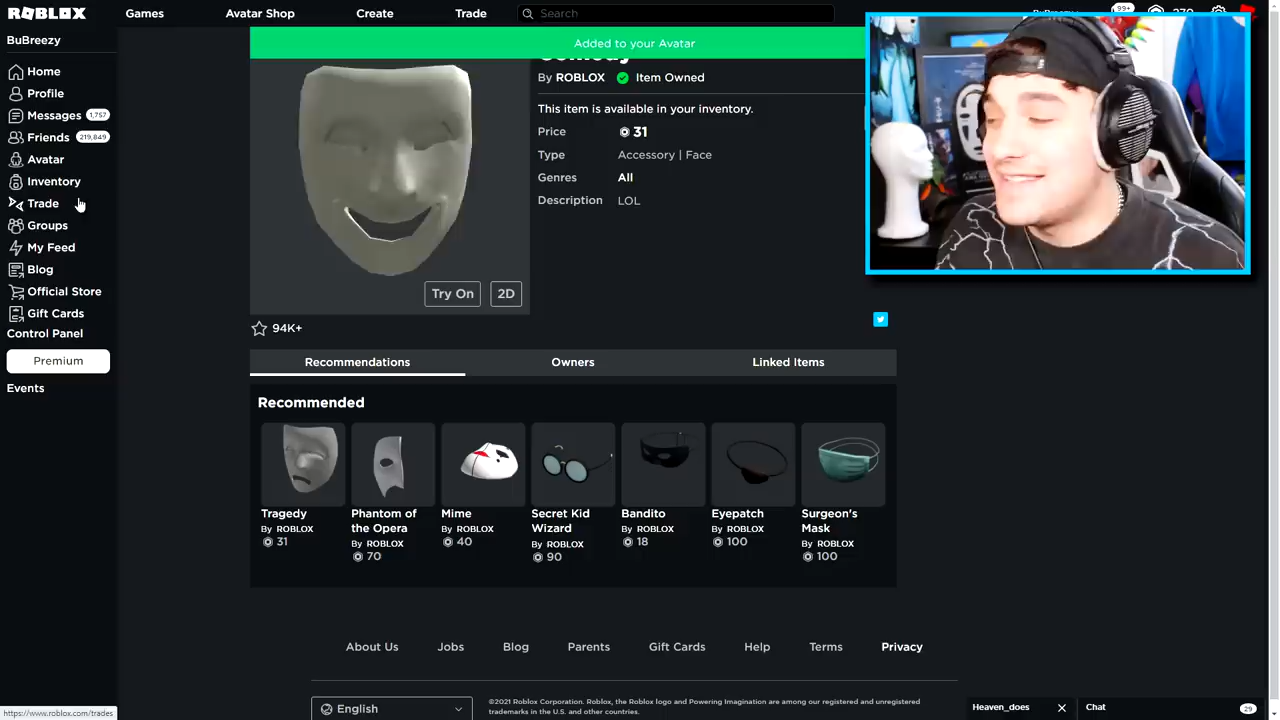 ROBLOX
Games
Avatar Shop
Create
Trade
Search
99+
BuBreezy
Home
Profile
Messages 1,757
Friends 219,849
Avatar
Inventory
Trade
Groups
My Feed
Blog
Official Store
Gift Cards
Control Panel
Premium
Events
Added to your Avatar
By ROBLOX Item Owned
This item is available in your inventory.
Price 31
Type Accessory | Face
Genres All
Description LOL
Try On
2D
94K+
Recommendations
Owners
Linked Items
Recommended
Tragedy
By ROBLOX
31
Phantom of
the Opera
By ROBLOX
70
Mime
By ROBLOX
40
Secret Kid
Wizard
By ROBLOX
90
Bandito
By ROBLOX
18
Eyepatch
By ROBLOX
100
Surgeon's
Mask
By ROBLOX
100
About Us
Jobs
Blog
Parents
Gift Cards
Help
Terms
Privacy
English
©2021 Roblox Corporation. Roblox, the Roblox logo and Powering Imagination are among our registered and unregistered
trademarks in the U.S. and other countries.
https://www.roblox.com/trades
Heaven_does
Chat
29